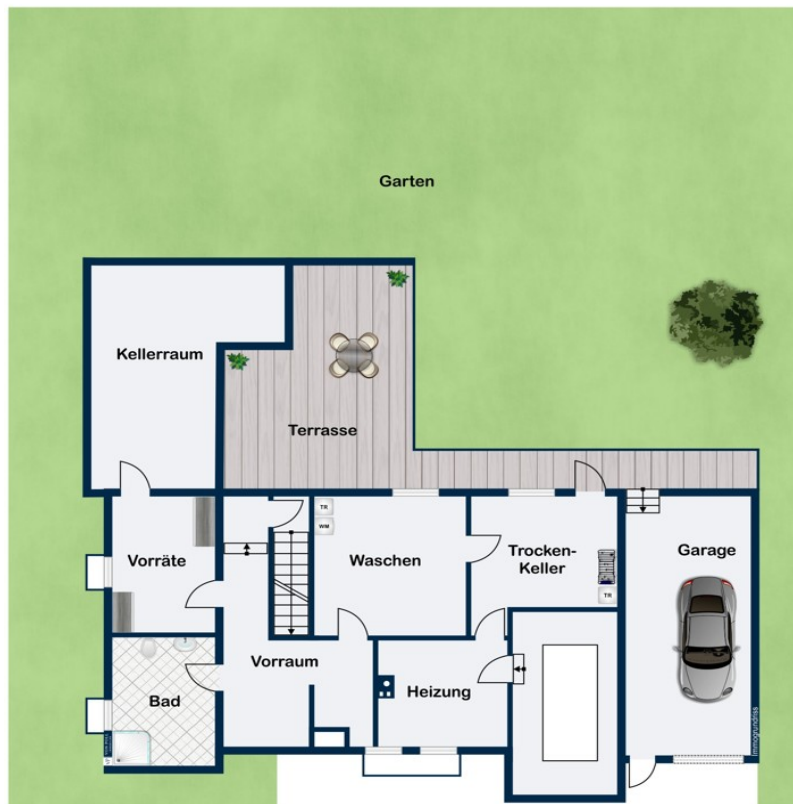 Garten
Kellerraum
Terrasse
TR
WM
Vorräte
Waschen
Trocken-
Keller
TR
Garage
Vorraum
Bad
Heizung
Immogrundriss